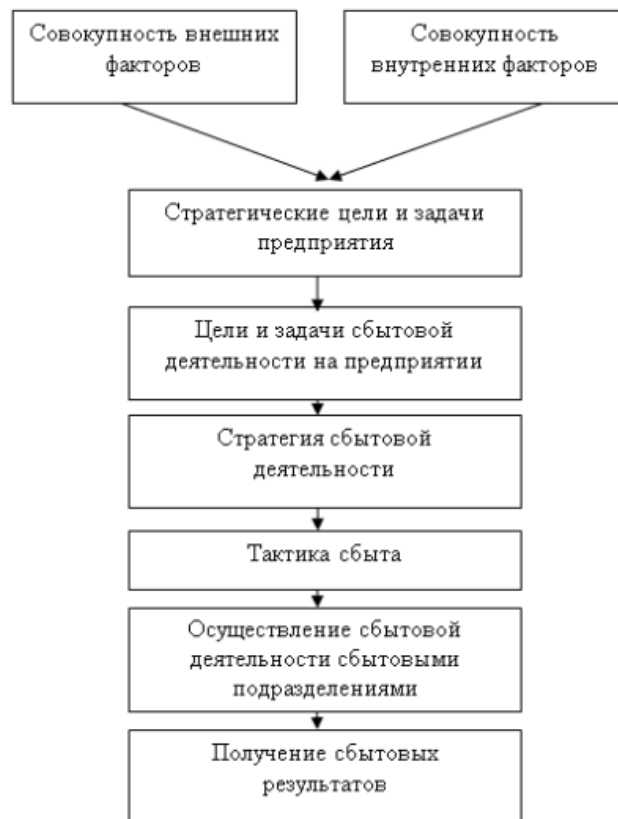 Совокупность внешних
факторов
Совокупность
внутренних факторов
Стратегические цели и задачи
предприятия
Цели и задачи сбытовой
деятельности на предприятии
Стратегия сбытовой
деятельности
Тактика сбыта
Осуществление сбытовой
деятельности сбытовыми
подразделениями
Получение сбытовых
результатов